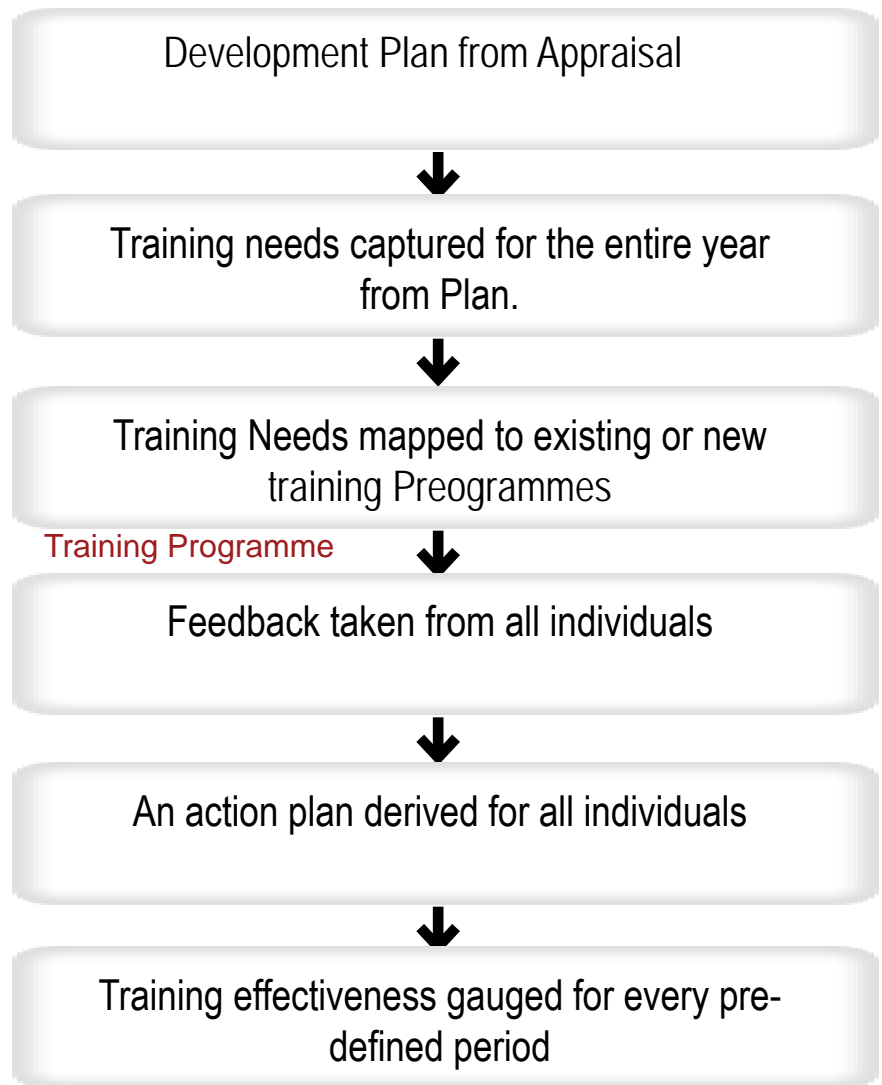 Development Plan from Appraisal
Training needs captured for the entire year
from Plan.
Training Needs mapped to existing or new
training Preogrammes
Training Programme
Feedback taken from all individuals
An action plan derived for all individuals
Training effectiveness gauged for every pre-
defined period